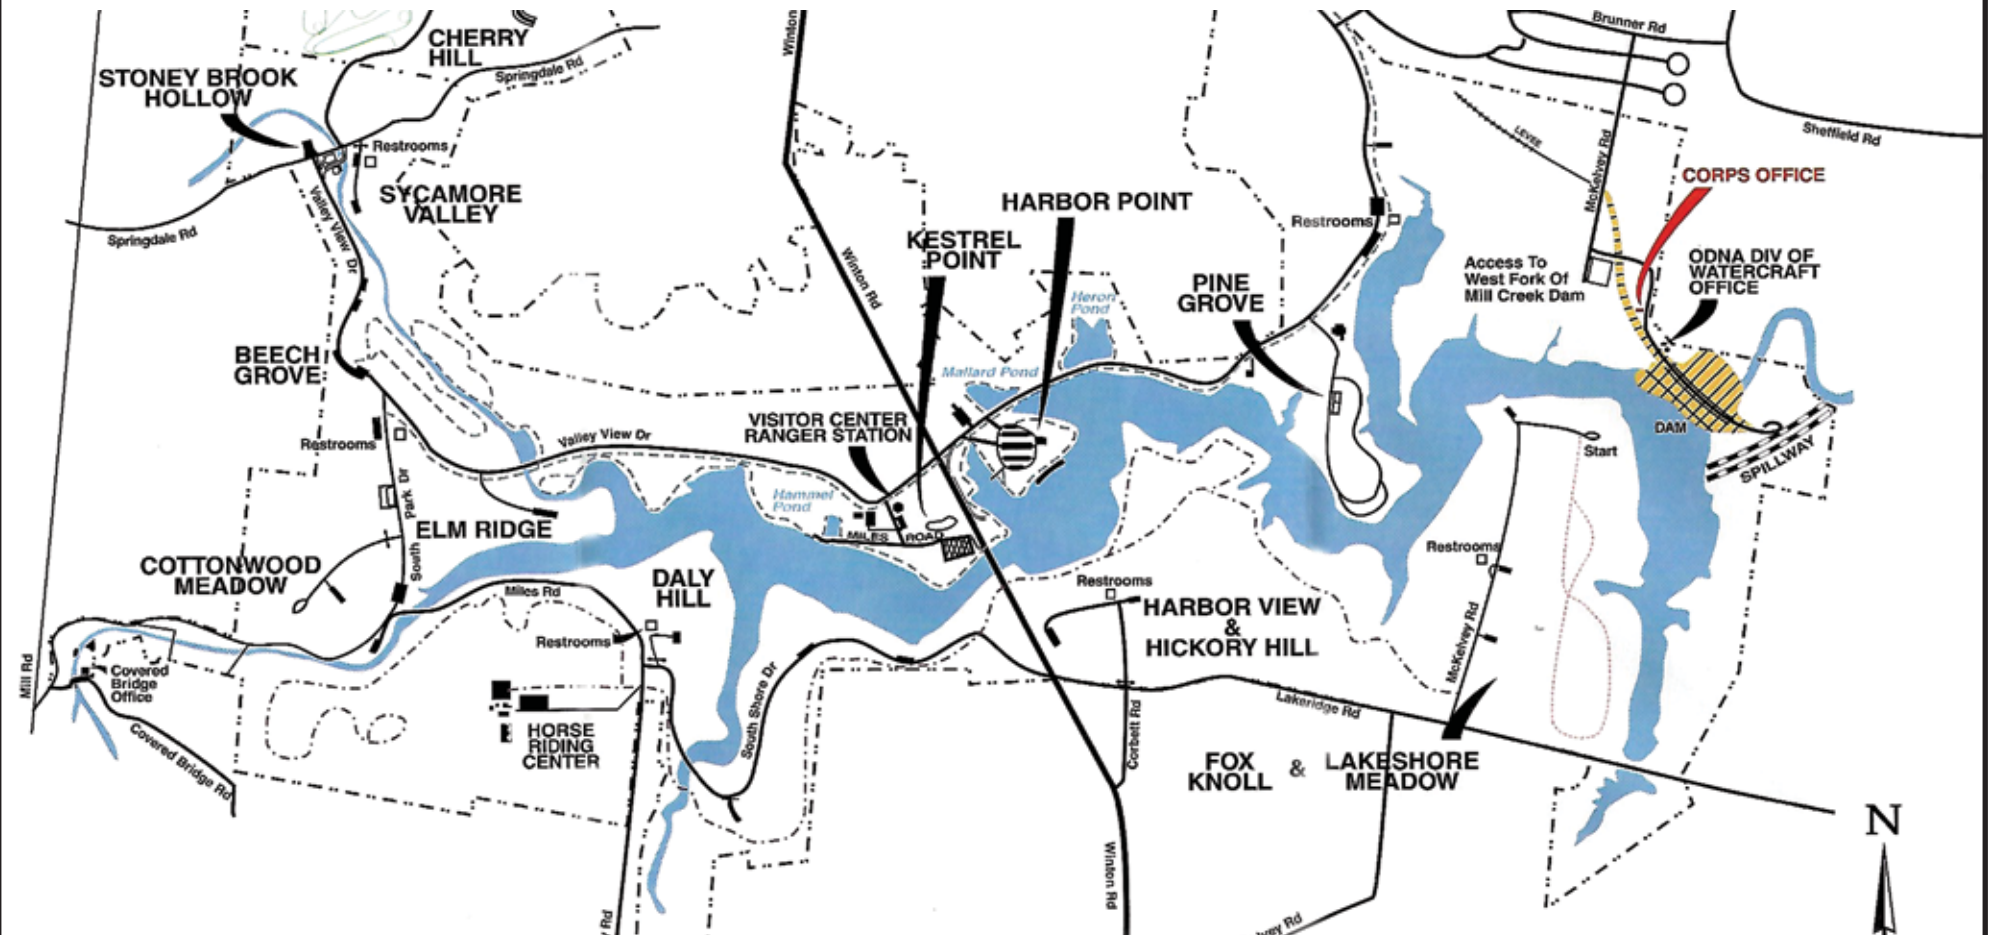 CHERRY
HILL
Springdale Rd
STONEY BROOK
HOLLOW
Restrooms
SYCAMORE
VALLEY
Valley View Dr
Springdale Rd
Winton
Winton Rd
KESTREL
POINT
HARBOR POINT
Heron
Pond
Mallard Pond
PINE
GROVE
Restrooms
Brunner Rd
Sheffield Rd
LEVEE
McKelvey Rd
CORPS OFFICE
Access To
West Fork Of
Mill Creek Dam
ODNA DIV OF
WATERCRAFT
OFFICE
DAM
SPILLWAY
Start
BEECH
GROVE
Restrooms
Valley View Dr
VISITOR CENTER
RANGER STATION
Hammel
Pond
MILES ROAD
South Park Dr
ELM RIDGE
COTTONWOOD
MEADOW
Miles Rd
DALY
HILL
Restrooms
Mill Rd
Covered
Bridge
Office
Covered Bridge Rd
HORSE
RIDING
CENTER
South Shore Dr
Restrooms
HARBOR VIEW
&
HICKORY HILL
Restrooms
McKelvey Rd
Lakeridge Rd
Corbett Rd
FOX
KNOLL
&
LAKESHORE
MEADOW
Winton Rd
Rd
vey Rd
N